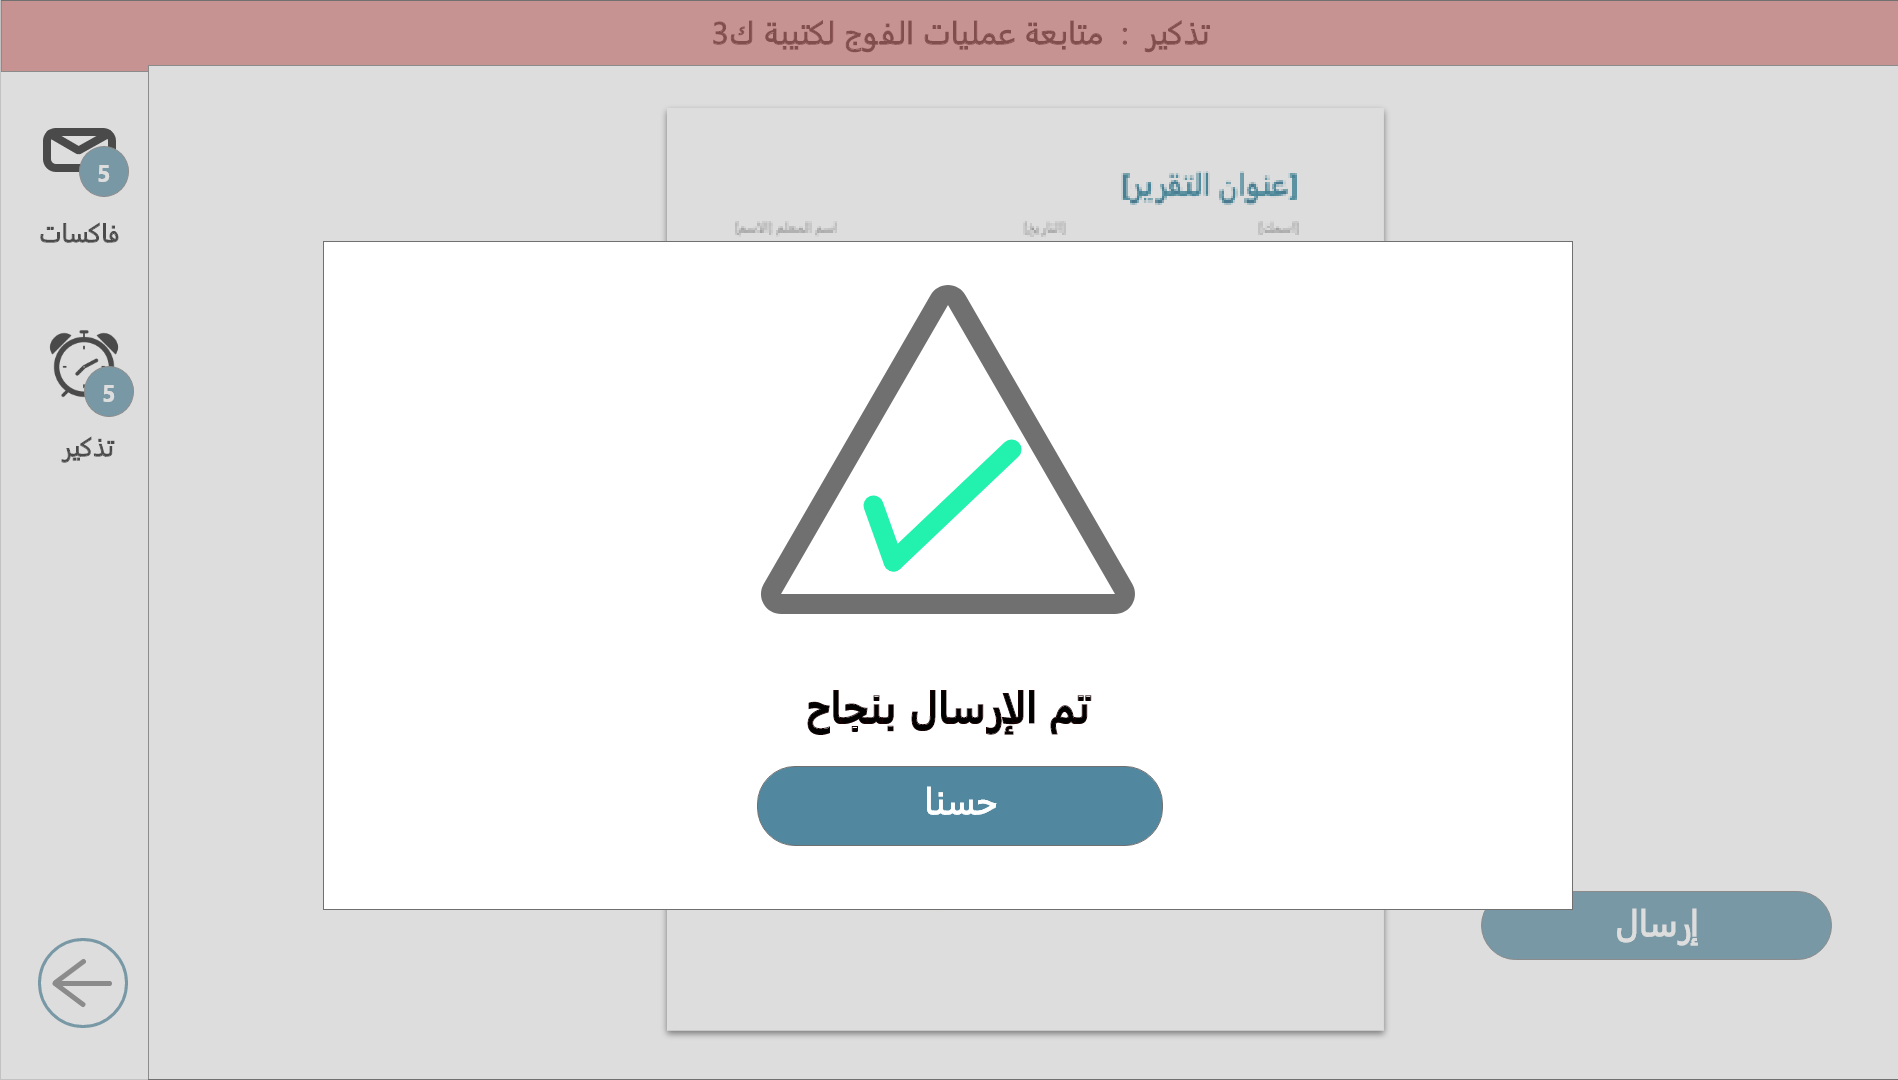 تذكير : متابعة عمليات الفوج لكتيبة ك3
5
فاكسات
5
تذكير
[عنوان التقرير]
[اسمك]
[التاريخ]
اسم المعلم [الاسم]
تم الإرسال بنجاح
حسنا
إرسال